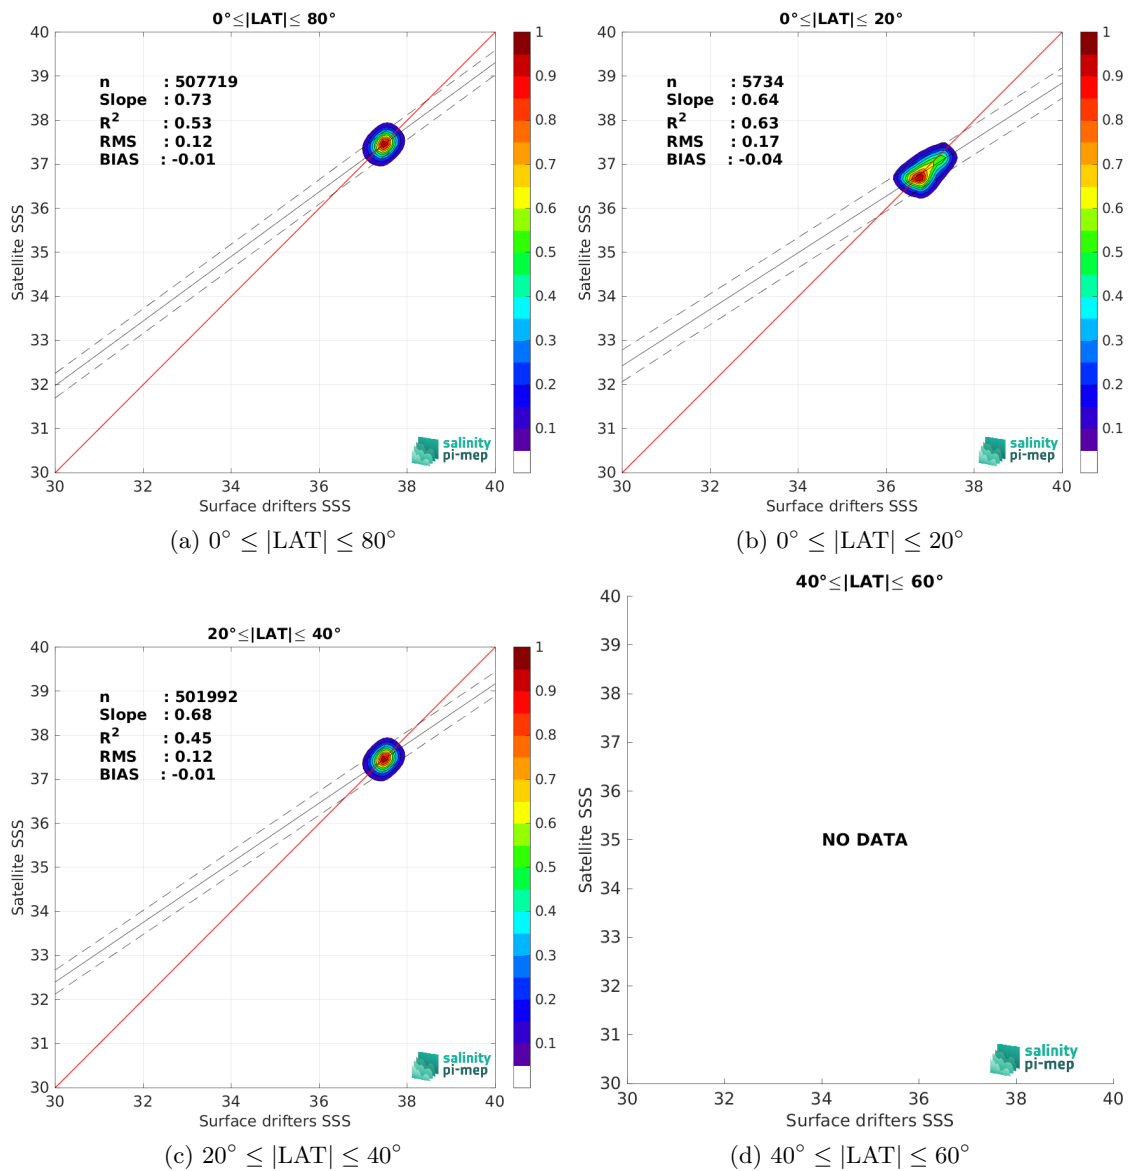 0°≤|LAT|≤ 80°
40
39
38
37
36
35
34
33
32
31
30
Satellite SSS
n : 507719
Slope : 0.73
R2 : 0.53
RMS : 0.12
BIAS : -0.01
salinity
pi-mep
30 32 34 36 38 40
Surface drifters SSS
1
0.9
0.8
0.7
0.6
0.5
0.4
0.3
0.2
0.1
(a) 0° ≤ |LAT| ≤ 80°
0°≤|LAT|≤ 20°
40
39
38
37
36
35
34
33
32
31
30
Satellite SSS
n : 5734
Slope : 0.64
R2 : 0.63
RMS : 0.17
BIAS : -0.04
salinity
pi-mep
30 32 34 36 38 40
Surface drifters SSS
1
0.9
0.8
0.7
0.6
0.5
0.4
0.3
0.2
0.1
(b) 0° ≤ |LAT| ≤ 20°
20°≤|LAT|≤ 40°
40
39
38
37
36
35
34
33
32
31
30
Satellite SSS
n : 501992
Slope : 0.68
R2 : 0.45
RMS : 0.12
BIAS : -0.01
salinity
pi-mep
30 32 34 36 38 40
Surface drifters SSS
1
0.9
0.8
0.7
0.6
0.5
0.4
0.3
0.2
0.1
(c) 20° ≤ |LAT| ≤ 40°
40°≤|LAT|≤ 60°
40
39
38
37
36
35
34
33
32
31
30
Satellite SSS
NO DATA
salinity
pi-mep
30 32 34 36 38 40
Surface drifters SSS
(d) 40° ≤ |LAT| ≤ 60°